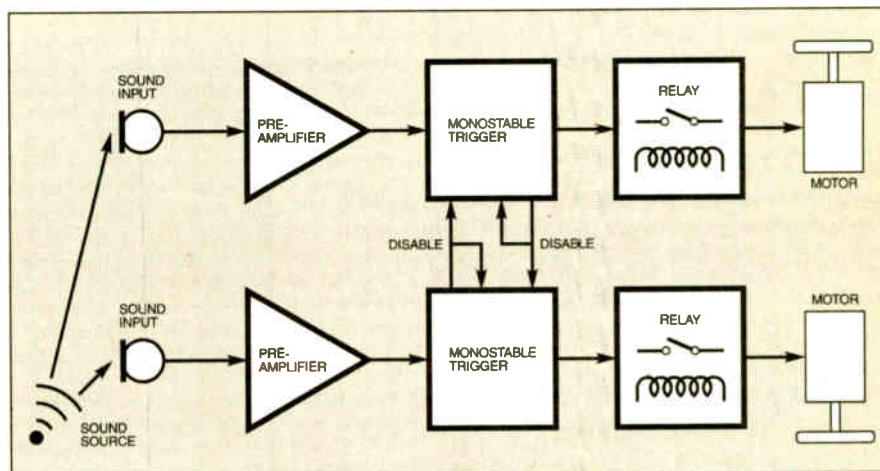 SOUND
INPUT
PRE-
AMPLIFIER
MONOSTABLE
TRIGGER
RELAY
MOTOR
DISABLE
DISABLE
SOUND
INPUT
PRE-
AMPLIFIER
MONOSTABLE
TRIGGER
RELAY
MOTOR
SOUND
SOURCE